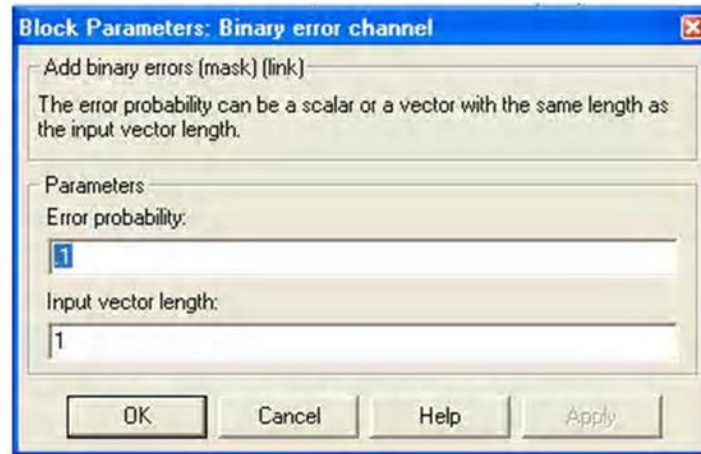 Block Parameters: Binary error channel
Add binary errors (mask) (link)
The error probability can be a scalar or a vector with the same length as
the input vector length.
Parameters
Error probability:
.1
Input vector length:
1
OK
Cancel
Help
Apply